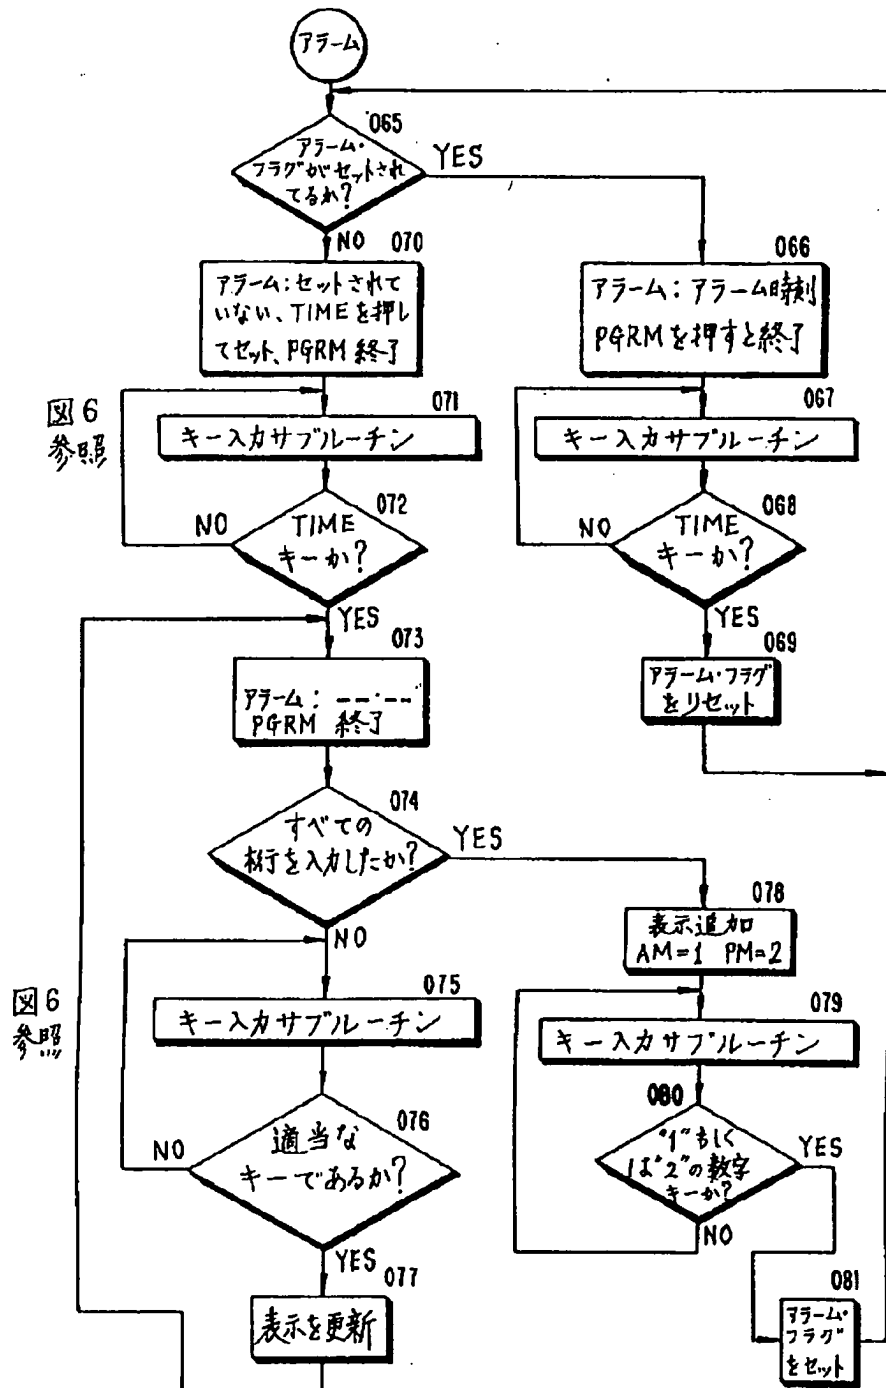 アラーム
065
アラーム・
フラグがセットされ
てるか?
YES
NO
070
アラーム:セットされて
いない、TIMEを押し
てセット、PGRM 終了
066
アラーム:アラーム時刻
PGRMを押すと終了
図6
参照
071
キー入力サブルーチン
067
キー入力サブルーチン
072
TIME
キーか?
NO
YES
068
TIME
キーか?
NO
YES
073
アラーム: --・--
PGRM 終了
069
アラーム・フラグ
をリセット
074
すべての
桁を入力したか?
YES
NO
078
表示追加
AM=1 PM=2
図6
参照
075
キー入力サブルーチン
079
キー入力サブルーチン
076
適当な
キーであるか?
NO
YES
080
"1"もしく
は"2"の数字
キーか?
YES
NO
077
表示を更新
081
アラーム・
フラグ
をセット